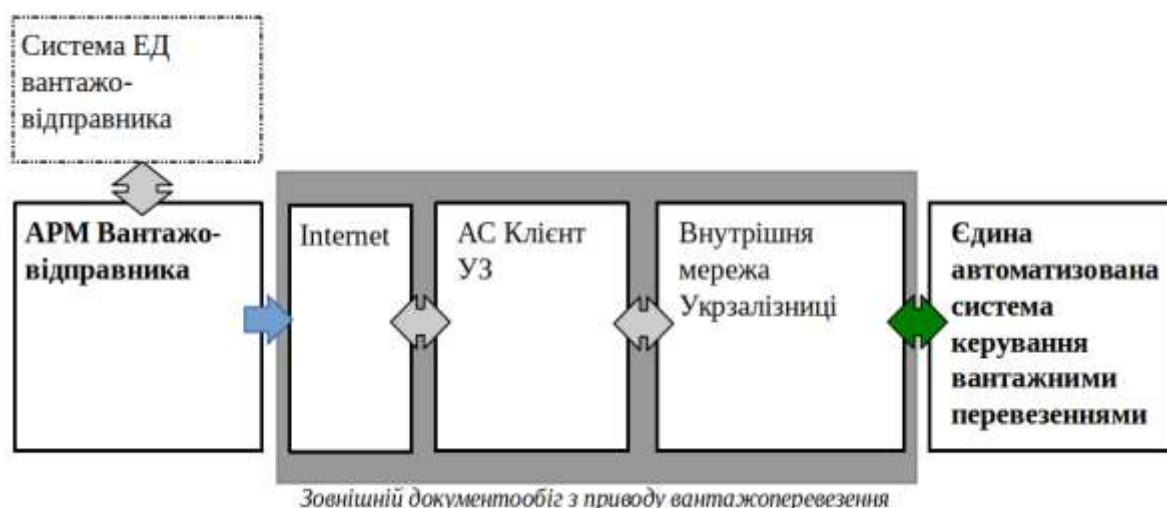 Система ЕД
вантажо-
відправника
АРМ Вантажо-
відправника
Internet
АС Клієнт
УЗ
Внутрішня
мережа
Укрзалізниці
Єдина
автоматизована
система
керування
вантажними
перевезеннями
Зовнішній документообіг з приводу вантажоперевезення